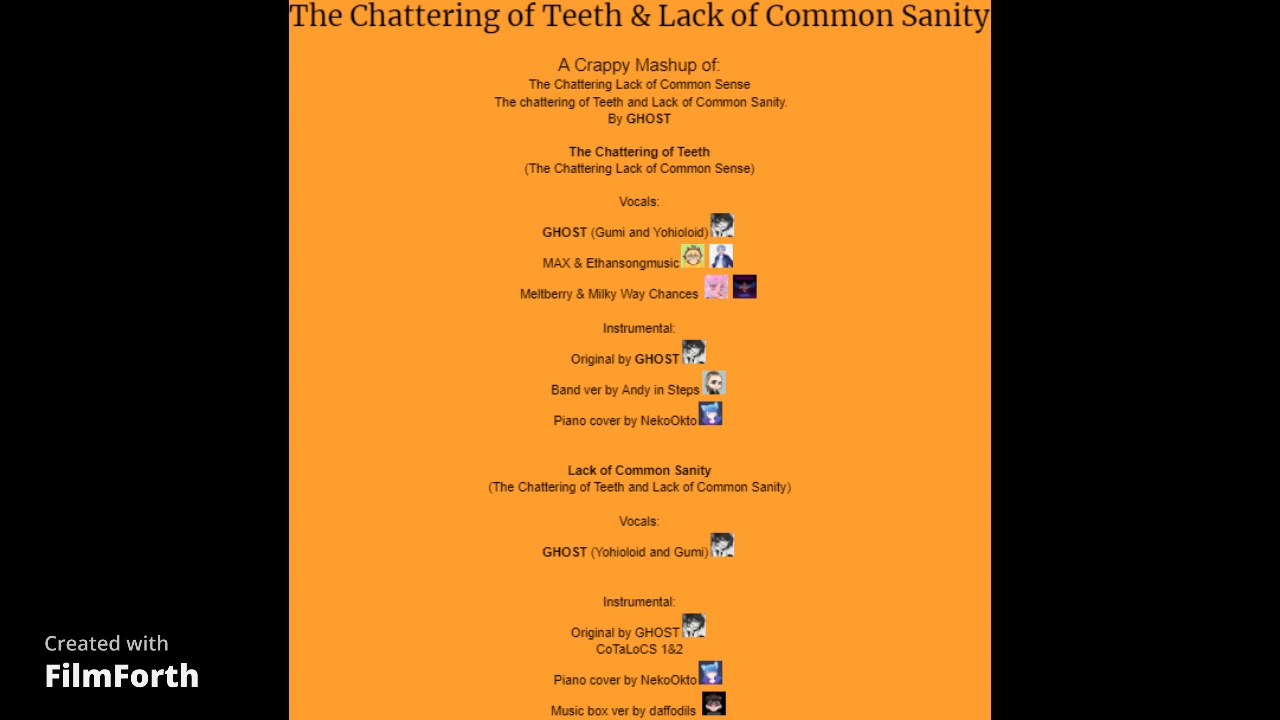 The Chattering of Teeth & Lack of Common Sanity
A Crappy Mashup of:
The Chattering Lack of Common Sense
The chattering of Teeth and Lack of Common Sanity.
By GHOST
The Chattering of Teeth
(The Chattering Lack of Common Sense)
Vocals:
GHOST (Gumi and Yohioloid)
MAX & Ethansongmusic
Meltberry & Milky Way Chances
Instrumental:
Original by GHOST
Band ver by Andy in Steps
Piano cover by NekoOkto
Lack of Common Sanity
(The Chattering of Teeth and Lack of Common Sanity)
Vocals:
GHOST (Yohioloid and Gumi)
Instrumental:
Original by GHOST
CoTaLoCS 1&2
Piano cover by NekoOkto
Music box ver by daffodils
Created with
FilmForth